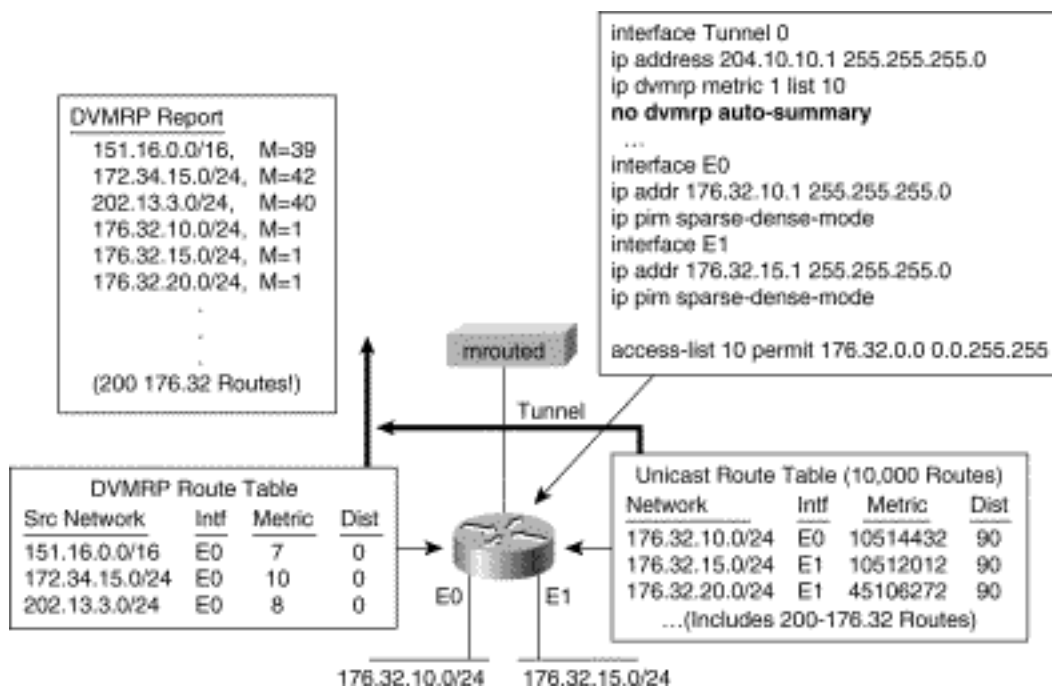 interface Tunnel 0
ip address 204.10.10.1 255.255.255.0
ip dvmrp metric 1 list 10
no dvmrp auto-summary
...
interface E0
ip addr 176.32.10.1 255.255.255.0
ip pim sparse-dense-mode
interface E1
ip addr 176.32.15.1 255.255.255.0
ip pim sparse-dense-mode
access-list 10 permit 176.32.0.0 0.0.255.255
DVMRP Report
151.16.0.0/16, M=39
172.34.15.0/24, M=42
202.13.3.0/24, M=40
176.32.10.0/24, M=1
176.32.15.0/24, M=1
176.32.20.0/24, M=1
.
.
.
(200 176.32 Routes!)
mrouted
Tunnel
DVMRP Route Table
Src Network Intf Metric Dist
151.16.0.0/16 E0 7 0
172.34.15.0/24 E0 10 0
202.13.3.0/24 E0 8 0
Unicast Route Table (10,000 Routes)
Network Intf Metric Dist
176.32.10.0/24 E0 10514432 90
176.32.15.0/24 E1 10512012 90
176.32.20.0/24 E1 45106272 90
...(Includes 200-176.32 Routes)
E0 E1
176.32.10.0/24 176.32.15.0/24